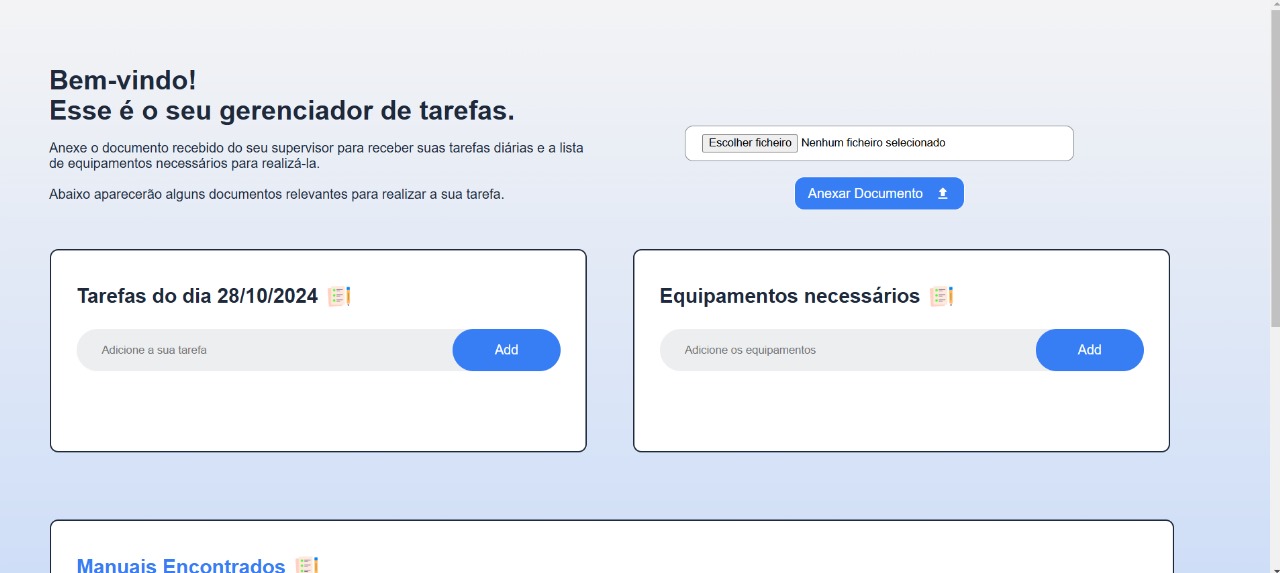 Bem-vindo!
Esse é o seu gerenciador de tarefas.
Anexe o documento recebido do seu supervisor para receber suas tarefas diárias e a lista
de equipamentos necessários para realizá-la.
Abaixo aparecerão alguns documentos relevantes para realizar a sua tarefa.
Escolher ficheiro Nenhum ficheiro selecionado
Anexar Documento
Tarefas do dia 28/10/2024
Adicione a sua tarefa Add
Equipamentos necessários
Adicione os equipamentos Add
Manuais Encontrados